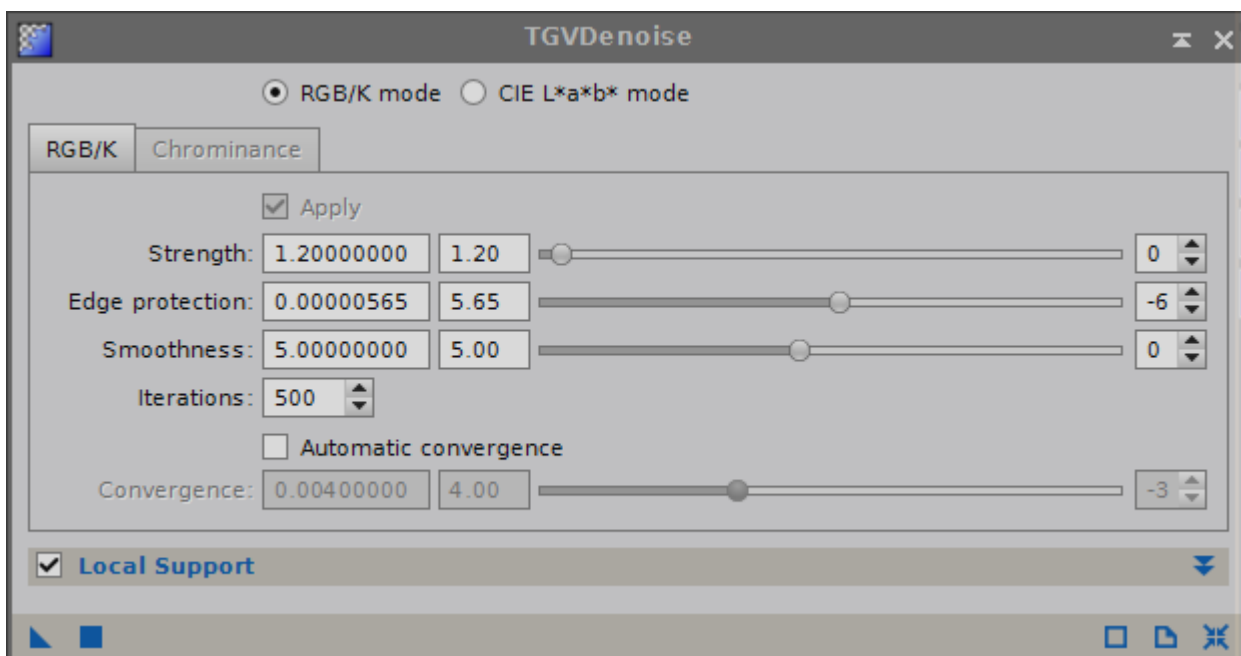 TGVDenoise
RGB/K mode CIE L*a*b* mode
RGB/K Chrominance
Apply
Strength: 1.20000000 1.20 0
Edge protection: 0.00000565 5.65 -6
Smoothness: 5.00000000 5.00 0
Iterations: 500
Automatic convergence
Convergence: 0.00400000 4.00 -3
Local Support